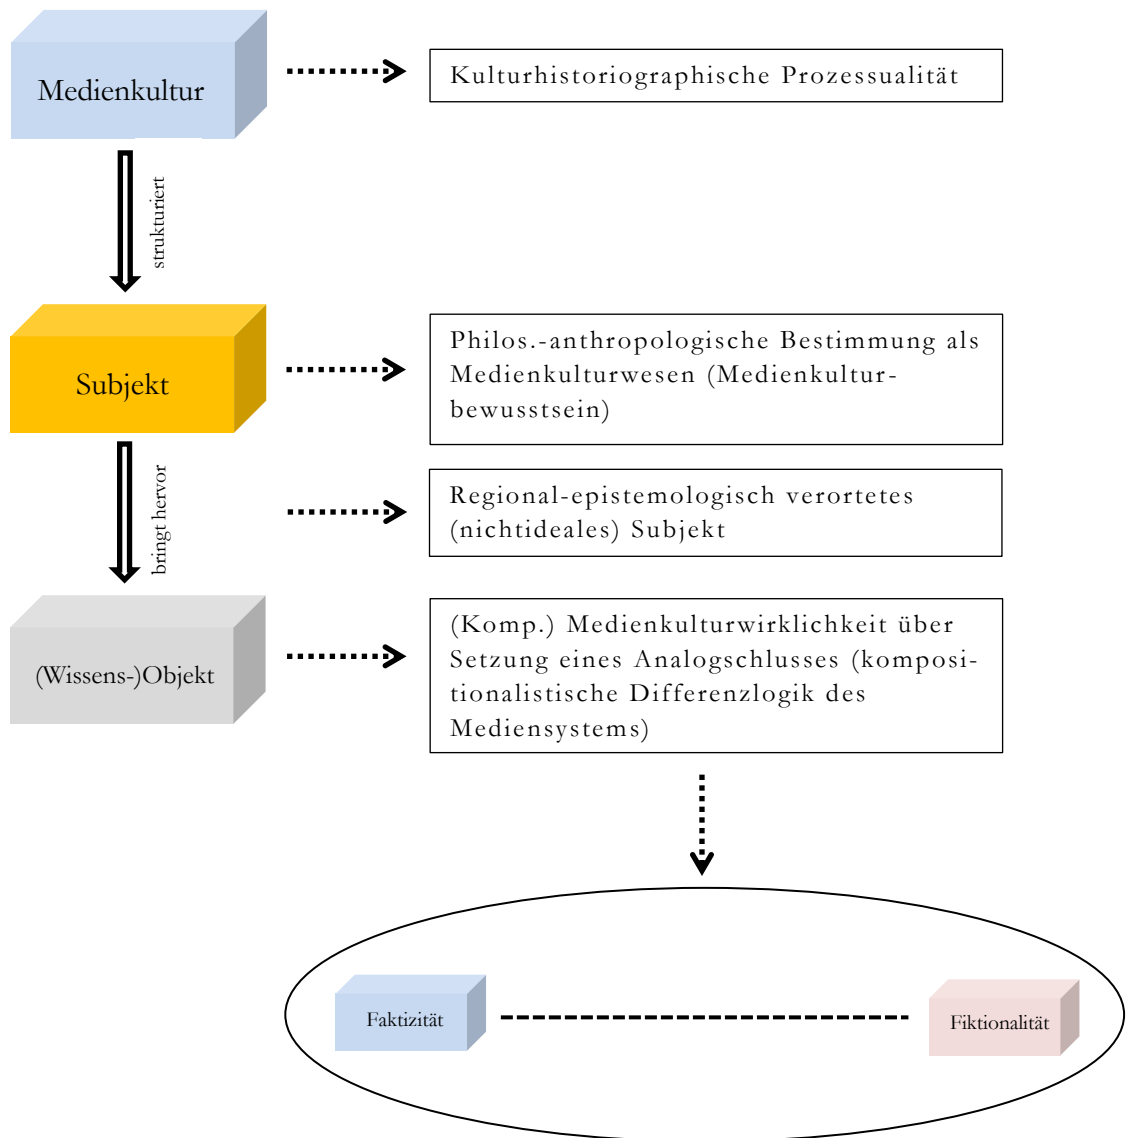 Medienkultur
Kulturhistoriographische Prozessualität
strukturiert
Subjekt
Philos.-anthropologische Bestimmung als
Medienkulturwesen (Medienkultur-
bewusstsein)
bringt hervor
Regional-epistemologisch verortetes
(nichtideales) Subjekt
(Wissens-)Objekt
(Komp.) Medienkulturwirklichkeit über
Setzung eines Analogschlusses (komposi-
tionalistische Differenzlogik des
Mediensystems)
Faktizität
Fiktionalität